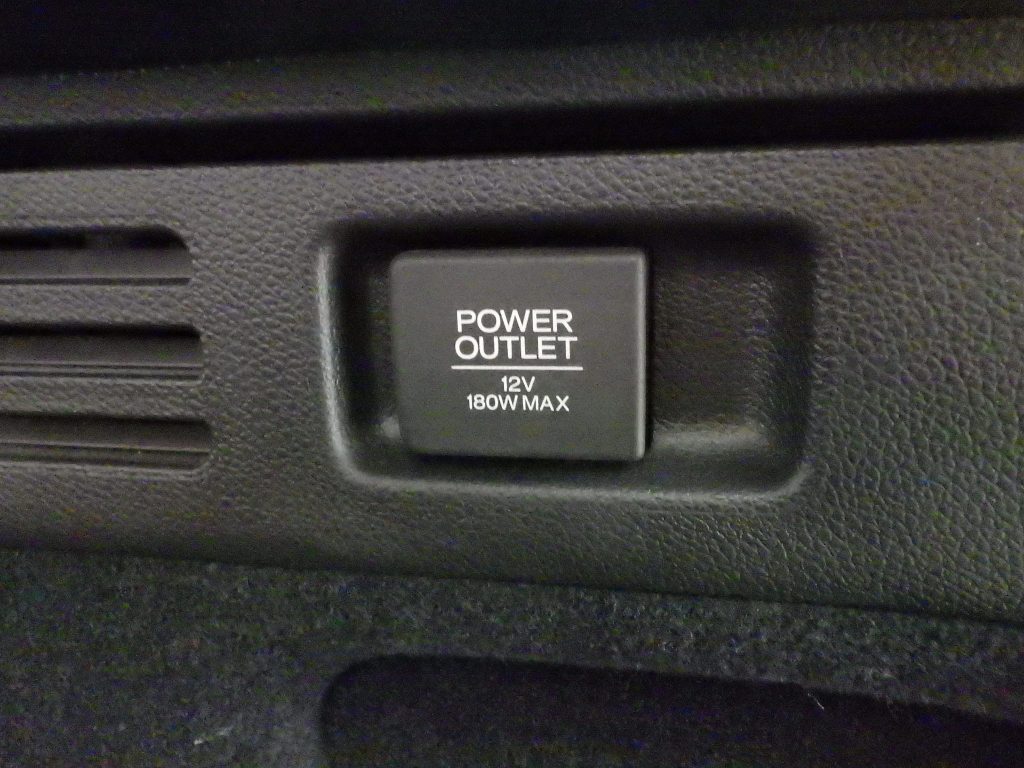 POWER
OUTLET
12V
180W MAX